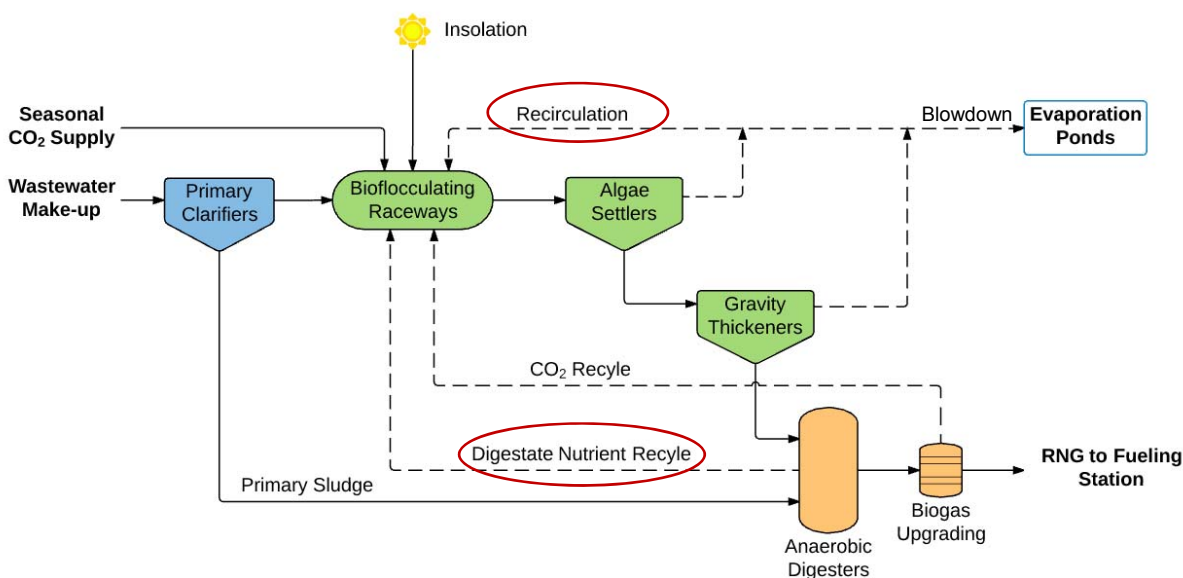 Insolation
Seasonal
CO₂ Supply
Recirculation
Blowdown
Evaporation
Ponds
Wastewater
Make-up
Primary
Clarifiers
Bioflocculating
Raceways
Algae
Settlers
Gravity
Thickeners
CO₂ Recyle
Digestate Nutrient Recyle
Primary Sludge
RNG to Fueling
Station
Biogas
Upgrading
Anaerobic
Digesters